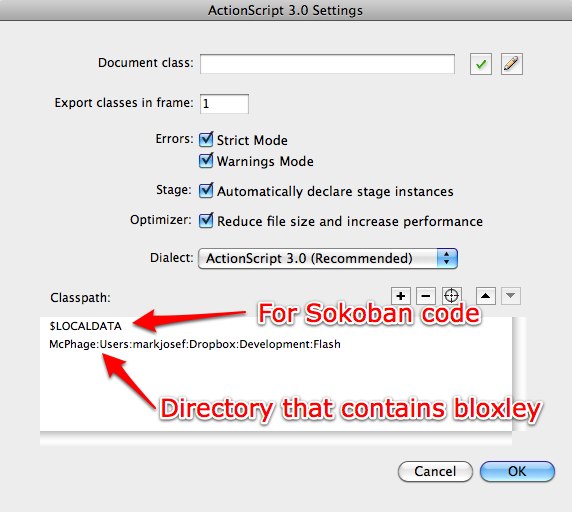 ActionScript 3.0 Settings
Document class:
Export classes in frame: 1
Errors: Strict Mode
Warnings Mode
Stage: Automatically declare stage instances
Optimizer: Reduce file size and increase performance
Dialect: ActionScript 3.0 (Recommended)
Classpath:
For Sokoban code
$LOCALDATA
McPhage:Users:markjosef:Dropbox:Development:Flash
Directory that contains bloxley
Cancel OK